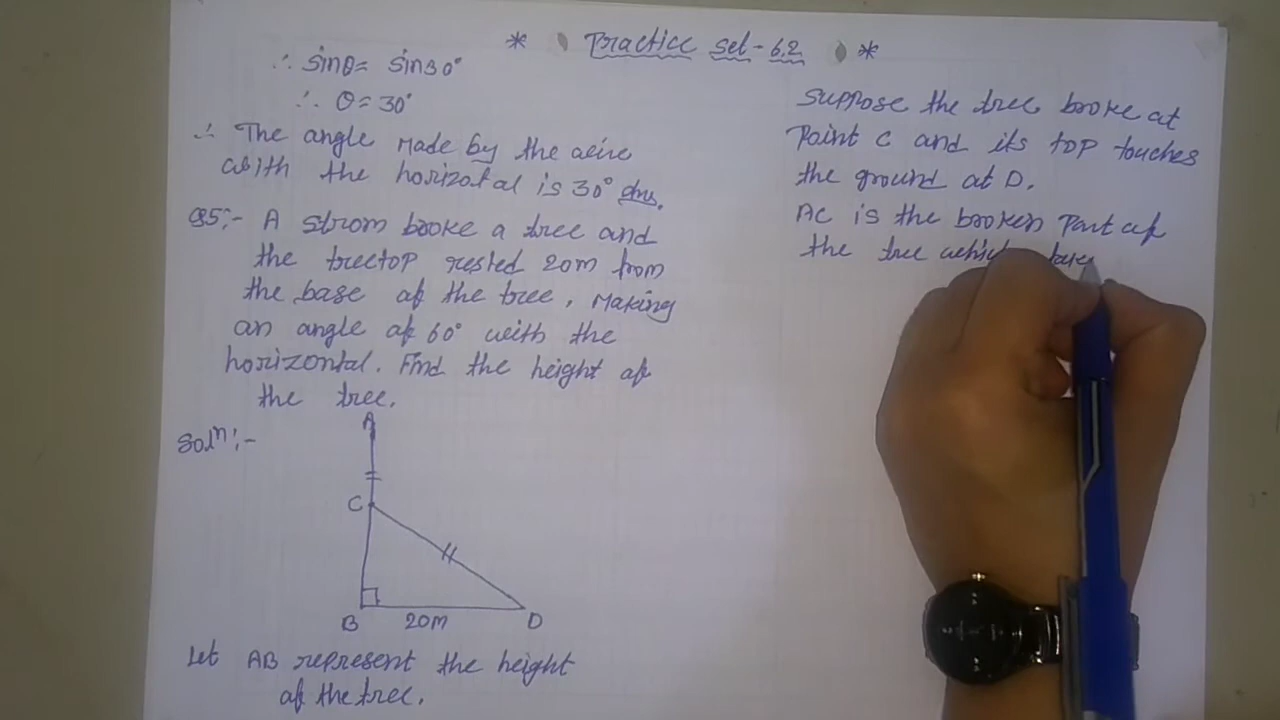 * Practice set-6.2 *
∴ sinθ= sin30°
∴ θ=30°
∴ The angle made by the wire
with the horizotal is 30° Ans.
Q5:- A strom broke a tree and
the treetop rested 20m from
the base of the tree, Making
an angle of 60° with the
horizontal. Find the height of
the tree.
Solⁿ:-
A
C
B 20m D
Let AB represent the height
of the tree.
Suppose the tree broke at
Point C and its top touches
the ground at D.
AC is the broken Part of
the tree which